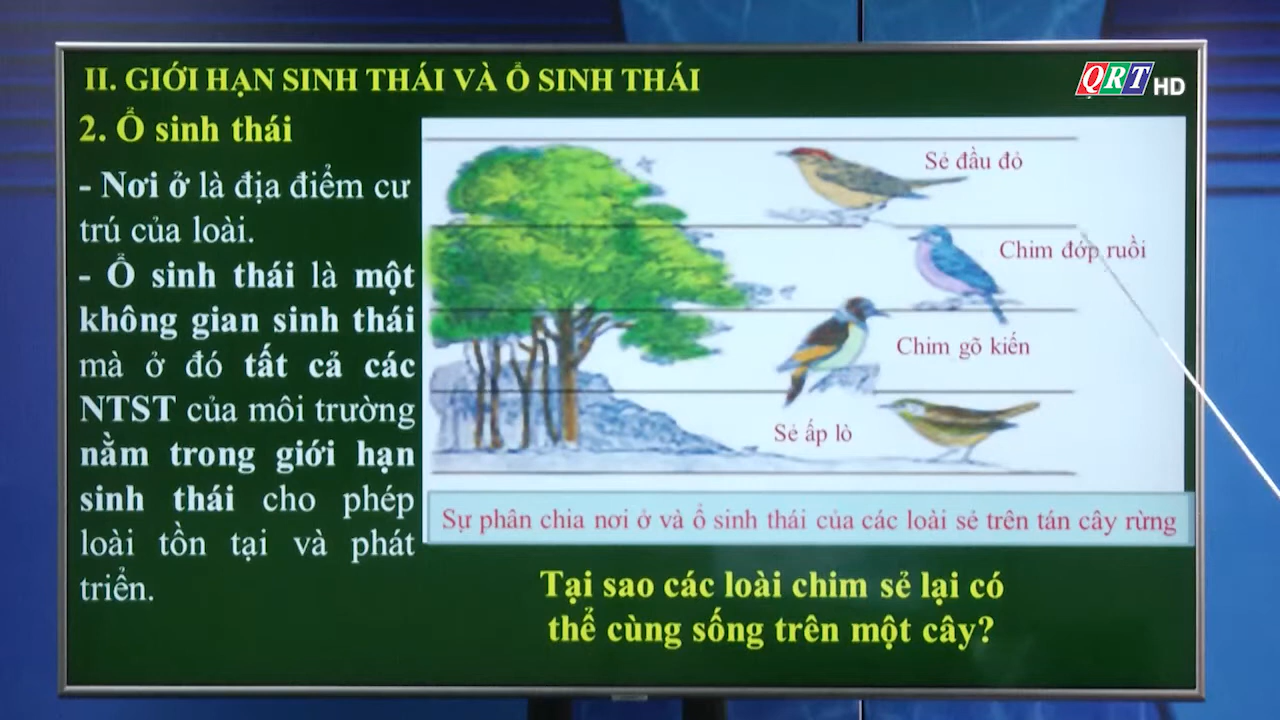 II. GIỚI HẠN SINH THÁI VÀ Ổ SINH THÁI
QRT HD
2. Ổ sinh thái
- Nơi ở là địa điểm cư
trú của loài.
- Ổ sinh thái là một
không gian sinh thái
mà ở đó tất cả các
NTST của môi trường
nằm trong giới hạn
sinh thái cho phép
loài tồn tại và phát
triển.
Sẻ đầu đỏ
Chim đớp ruồi
Chim gõ kiến
Sẻ ấp lò
Sự phân chia nơi ở và ổ sinh thái của các loài sẻ trên tán cây rừng
Tại sao các loài chim sẻ lại có
thể cùng sống trên một cây?